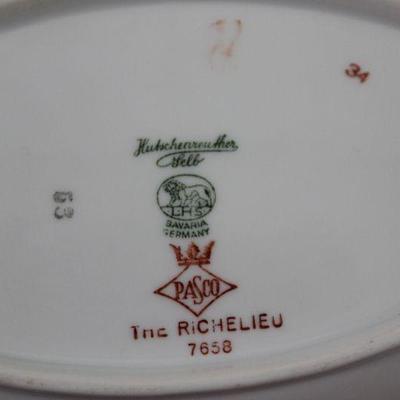 34
Hutschenreuther
Selb
LHS
BAVARIA
GERMANY
PASCO
THE RICHELIEU
7658